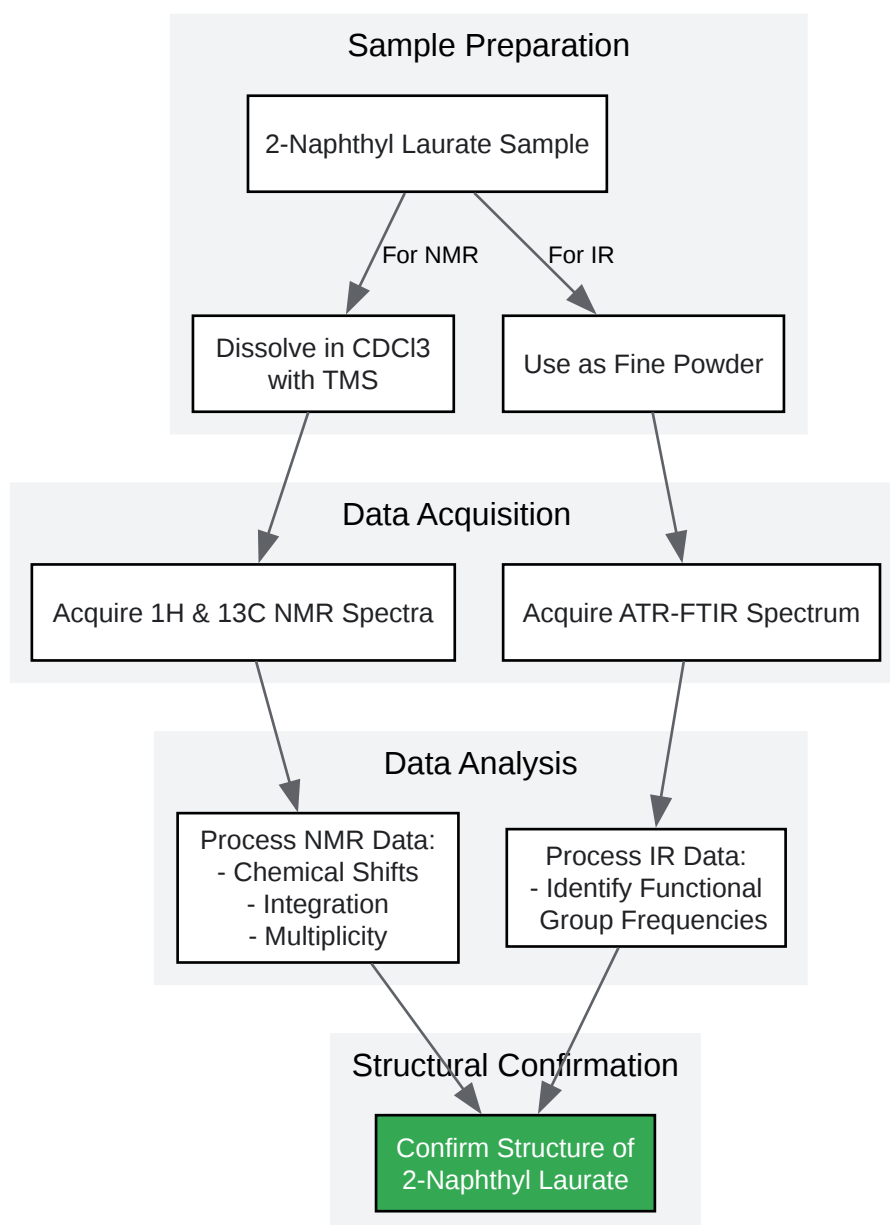 Sample Preparation
2-Naphthyl Laurate Sample
For NMR
For IR
Dissolve in CDCl3
with TMS
Use as Fine Powder
Data Acquisition
Acquire 1H & 13C NMR Spectra
Acquire ATR-FTIR Spectrum
Data Analysis
Process NMR Data:
- Chemical Shifts
- Integration
- Multiplicity
Process IR Data:
- Identify Functional
Group Frequencies
Structural Confirmation
Confirm Structure of
2-Naphthyl Laurate